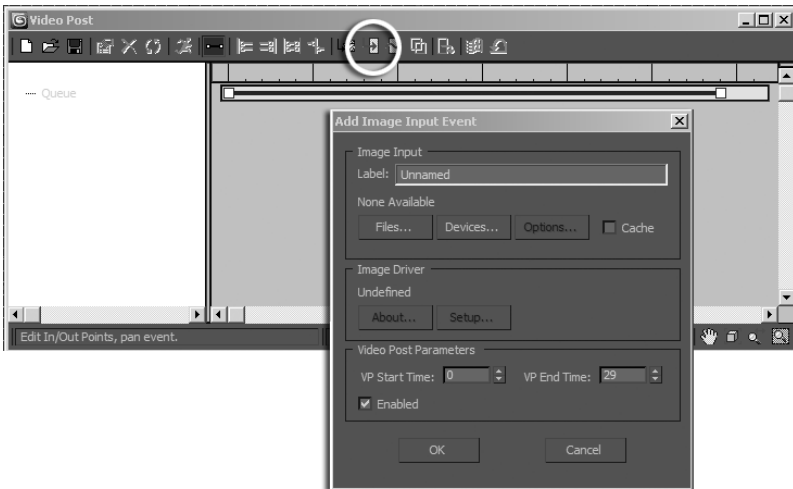 Video Post
Queue
Add Image Input Event
Image Input
Label: Unnamed
None Available
Files... Devices... Options... Cache
Image Driver
Undefined
About... Setup...
Edit In/Out Points, pan event.
Video Post Parameters
VP Start Time: 0 VP End Time: 29
Enabled
OK Cancel